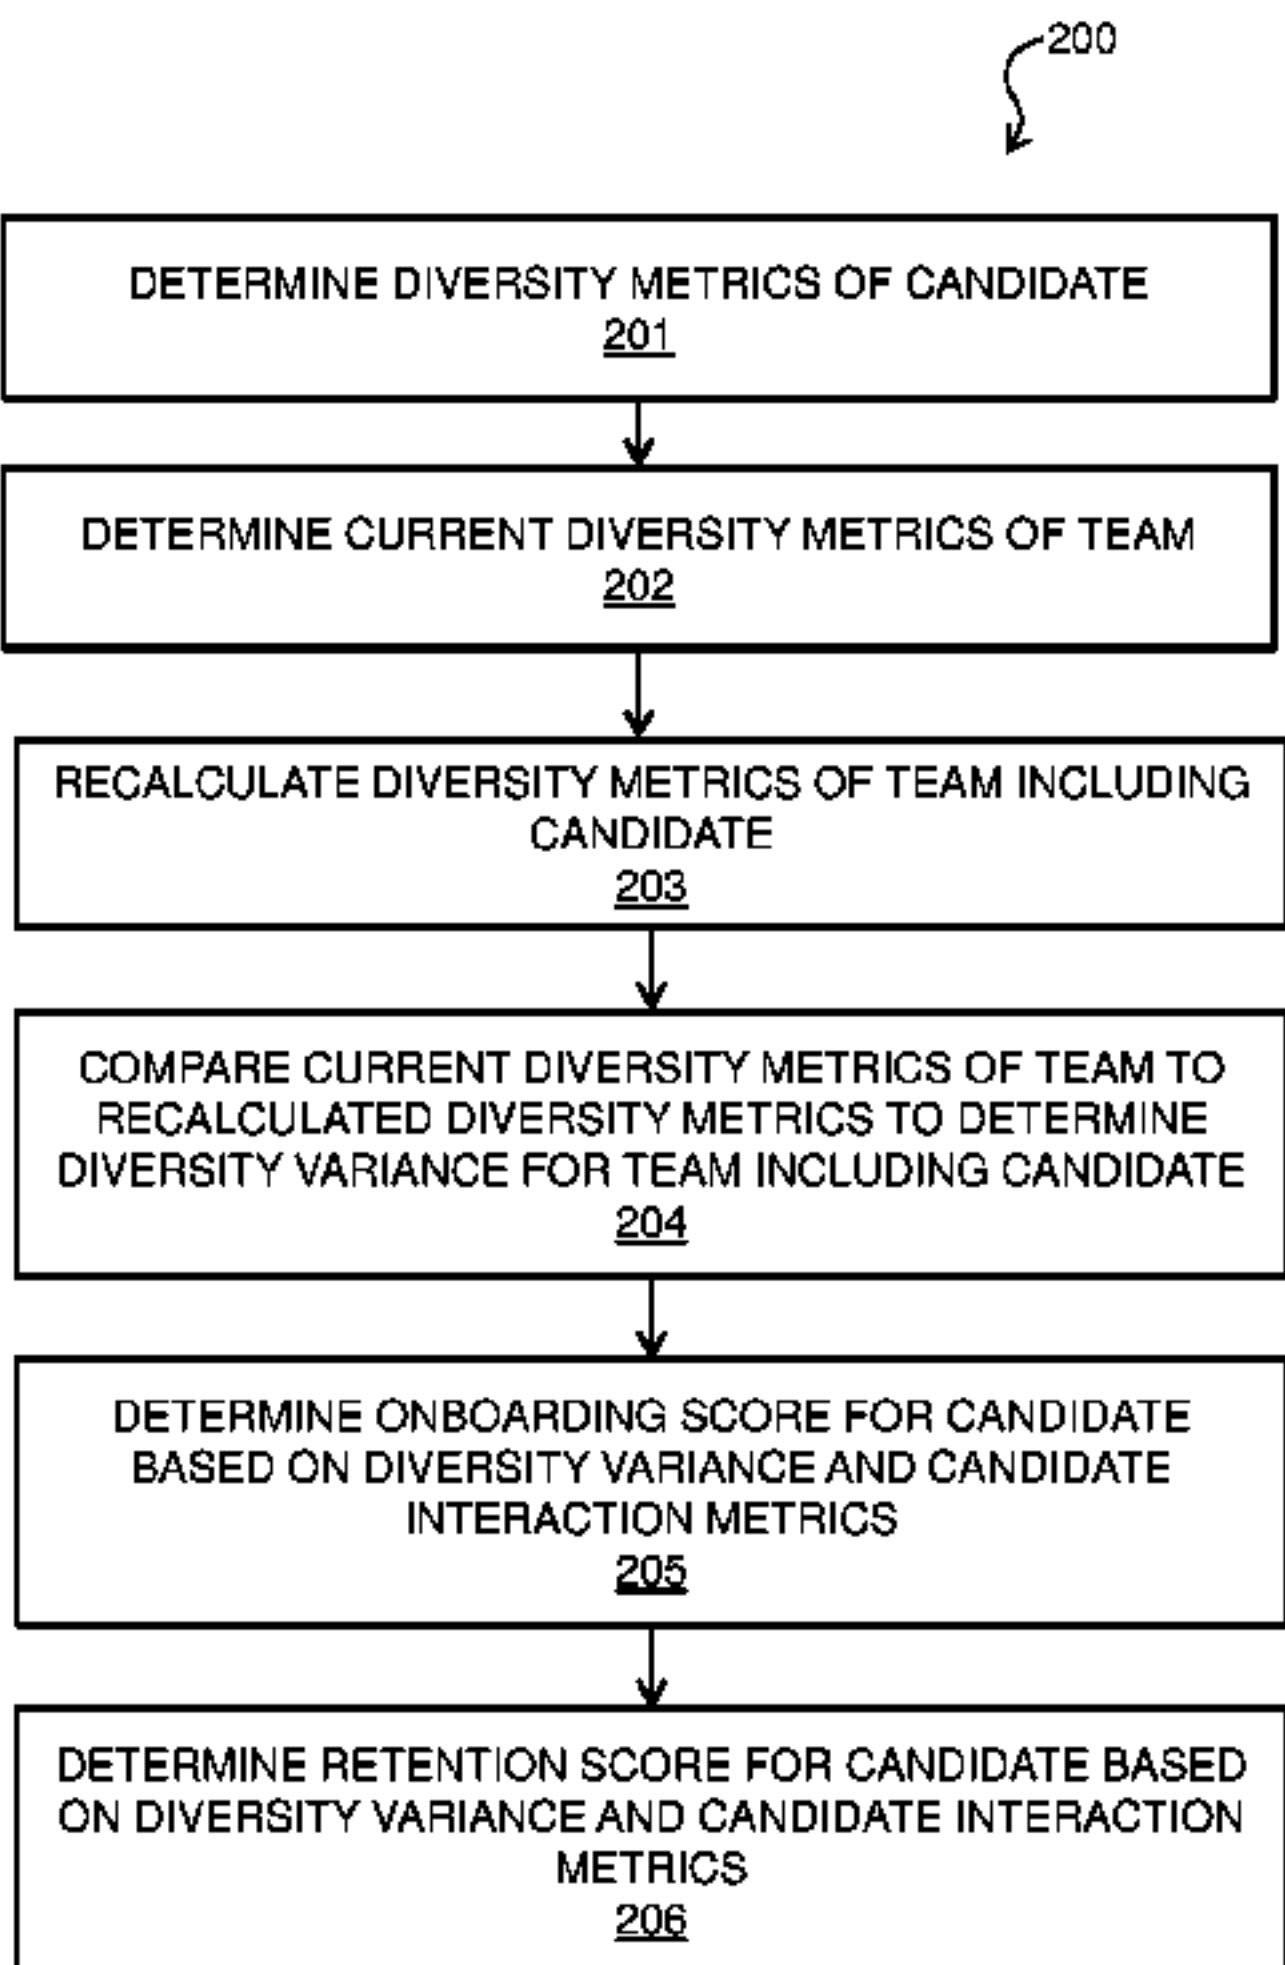 200
DETERMINE DIVERSITY METRICS OF CANDIDATE
201
DETERMINE CURRENT DIVERSITY METRICS OF TEAM
202
RECALCULATE DIVERSITY METRICS OF TEAM INCLUDING
CANDIDATE
203
COMPARE CURRENT DIVERSITY METRICS OF TEAM TO
RECALCULATED DIVERSITY METRICS TO DETERMINE
DIVERSITY VARIANCE FOR TEAM INCLUDING CANDIDATE
204
DETERMINE ONBOARDING SCORE FOR CANDIDATE
BASED ON DIVERSITY VARIANCE AND CANDIDATE
INTERACTION METRICS
205
DETERMINE RETENTION SCORE FOR CANDIDATE BASED
ON DIVERSITY VARIANCE AND CANDIDATE INTERACTION
METRICS
206